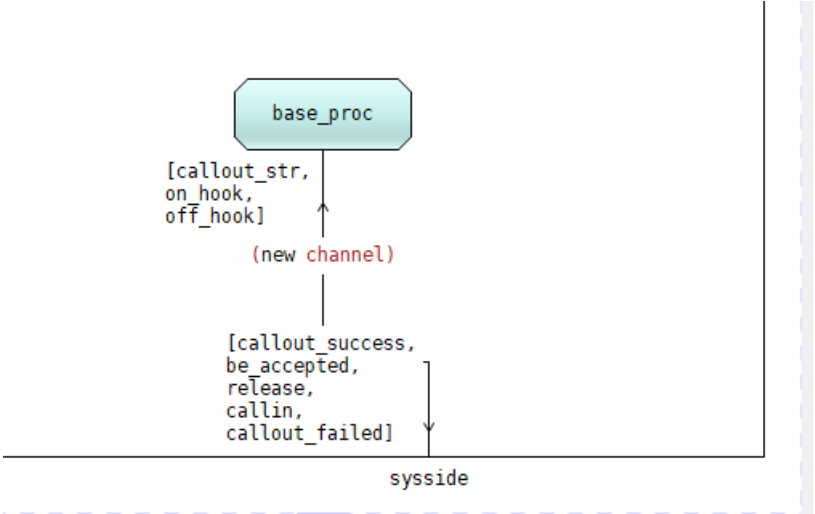 base_proc
[callout_str,
on_hook,
off_hook]
(new channel)
[callout_success,
be_accepted,
release,
callin,
callout_failed]
sysside